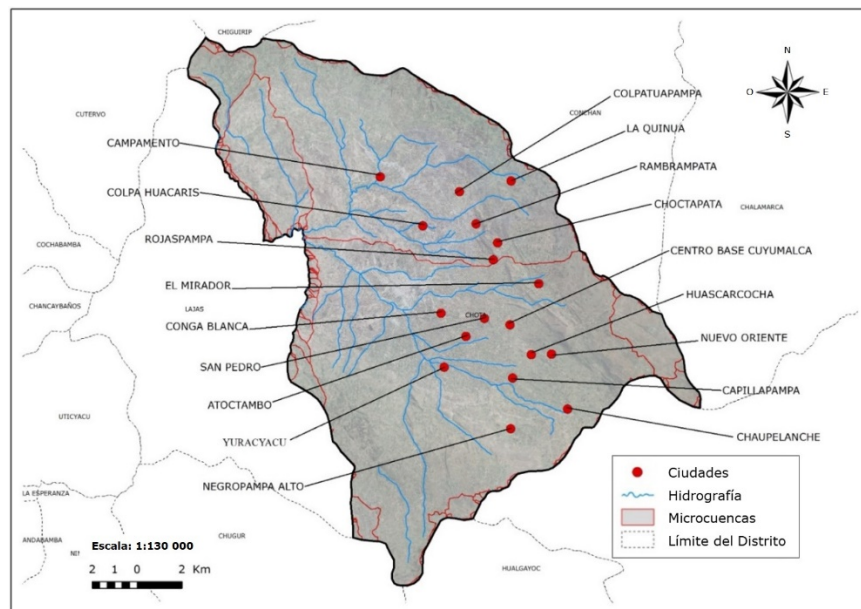 CHIGUIRIP
N
O
E
S
COLPATUAPAMPA
CONCHAN
CUTERVO
LA QUINUA
CAMPAMENTO
RAMBRAMPATA
COLPA HUACARIS
CHOCTAPATA
CHALAMARCA
ROJASPAMPA
COCHABAMBA
CENTRO BASE CUYUMALCA
EL MIRADOR
HUASCARCOCHA
CHANCAYBAÑOS
LAJAS
CHOTA
CONGA BLANCA
NUEVO ORIENTE
SAN PEDRO
CAPILLAPAMPA
ATOCTAMBO
UTICYACU
CHAUPELANCHE
YURACYACU
Ciudades
NEGROPAMPA ALTO
Hidrografía
LA ESPERANZA
Microcuencas
CHUGUR
Límite del Distrito
ANDABAMBA
Escala: 1:130 000
HUALGAYOC
2 1 0 2 Km